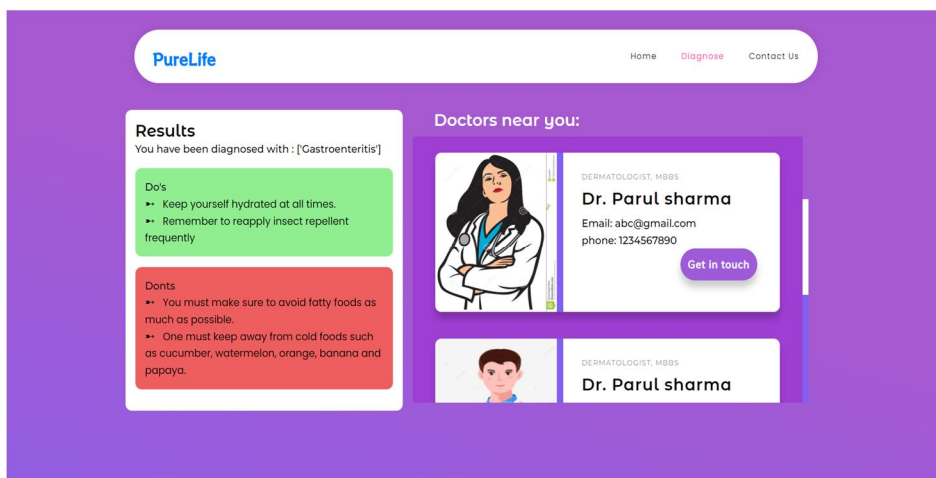 PureLife
Home Diagnose Contact Us
Results
You have been diagnosed with : ['Gastroenteritis']
Do's
➼ Keep yourself hydrated at all times.
➼ Remember to reapply insect repellent
frequently
Donts
➼ You must make sure to avoid fatty foods as
much as possible.
➼ One must keep away from cold foods such
as cucumber, watermelon, orange, banana and
papaya.
Doctors near you:
DERMATOLOGIST, MBBS
Dr. Parul sharma
Email: abc@gmail.com
phone: 1234567890
Get in touch
DERMATOLOGIST, MBBS
Dr. Parul sharma